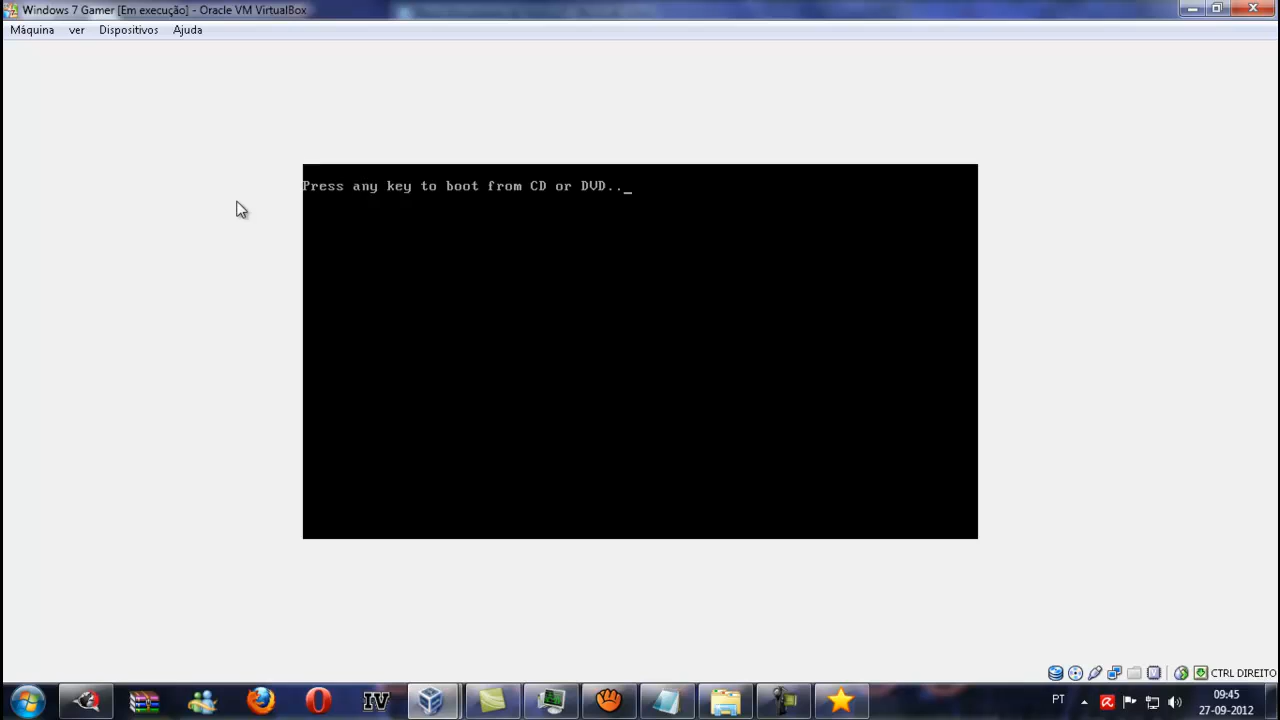 Windows 7 Gamer [Em execução] - Oracle VM VirtualBox
Máquina ver Dispositivos Ajuda
Press any key to boot from CD or DVD.._
CTRL DIREITO
IV
PT
09:45
27-09-2012